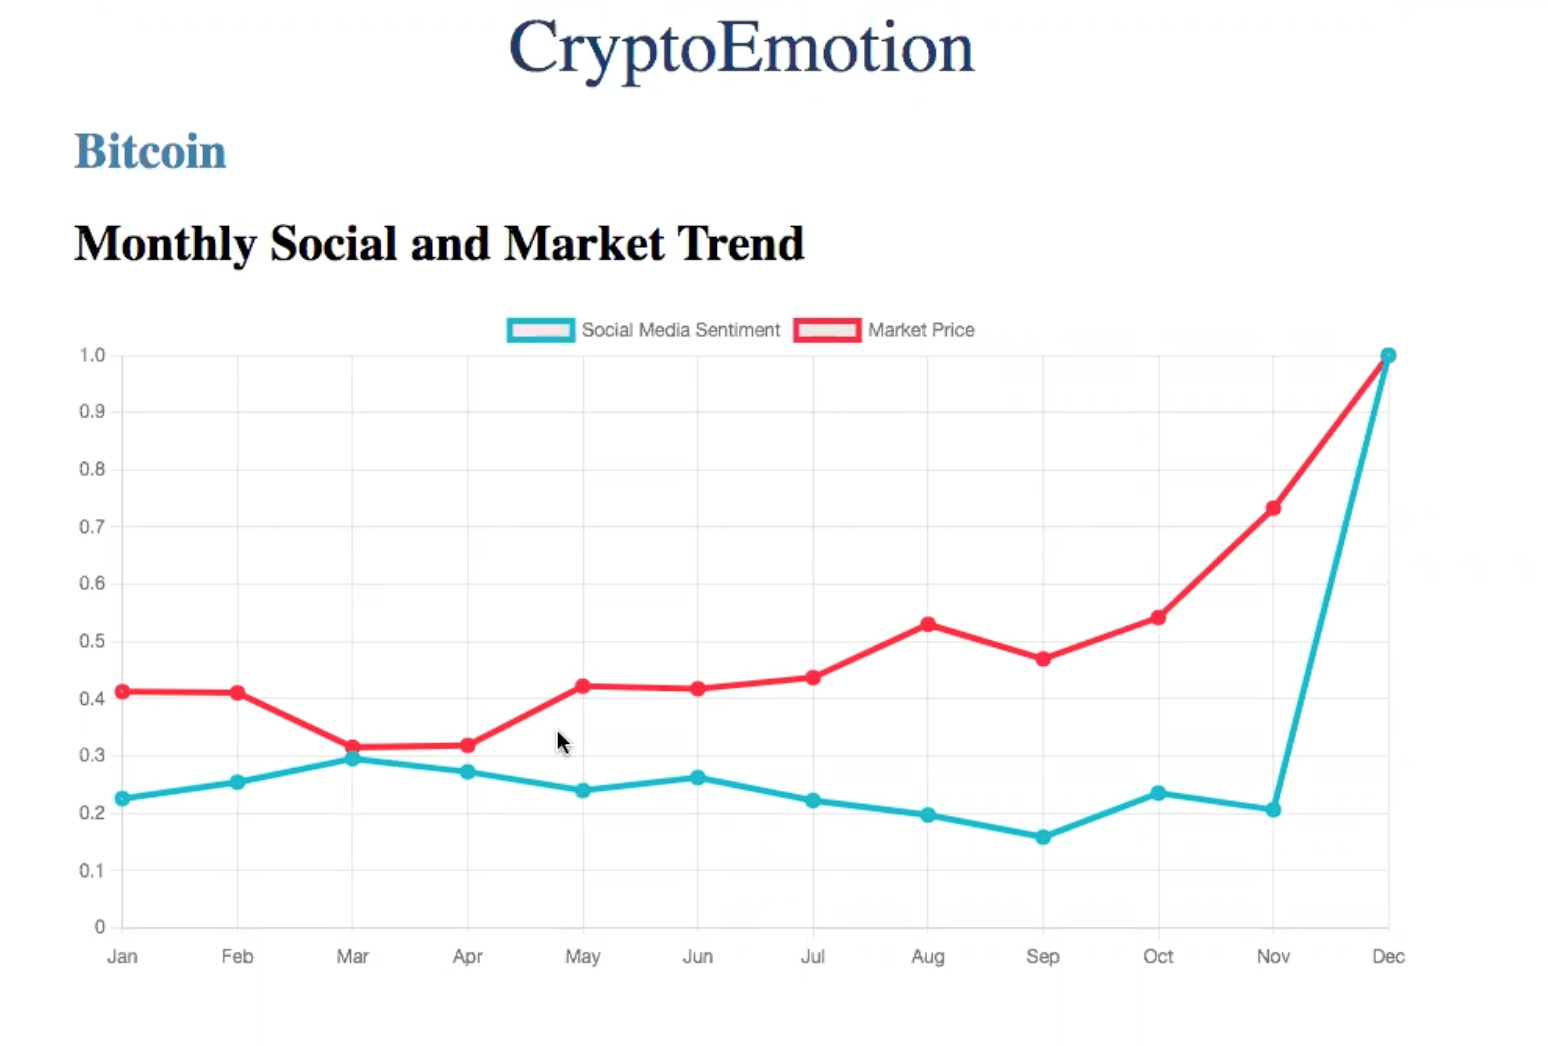 CryptoEmotion
Bitcoin
Monthly Social and Market Trend
Social Media Sentiment Market Price
1.0
0.9
0.8
0.7
0.6
0.5
0.4
0.3
0.2
0.1
0
Jan Feb Mar Apr May Jun Jul Aug Sep Oct Nov Dec